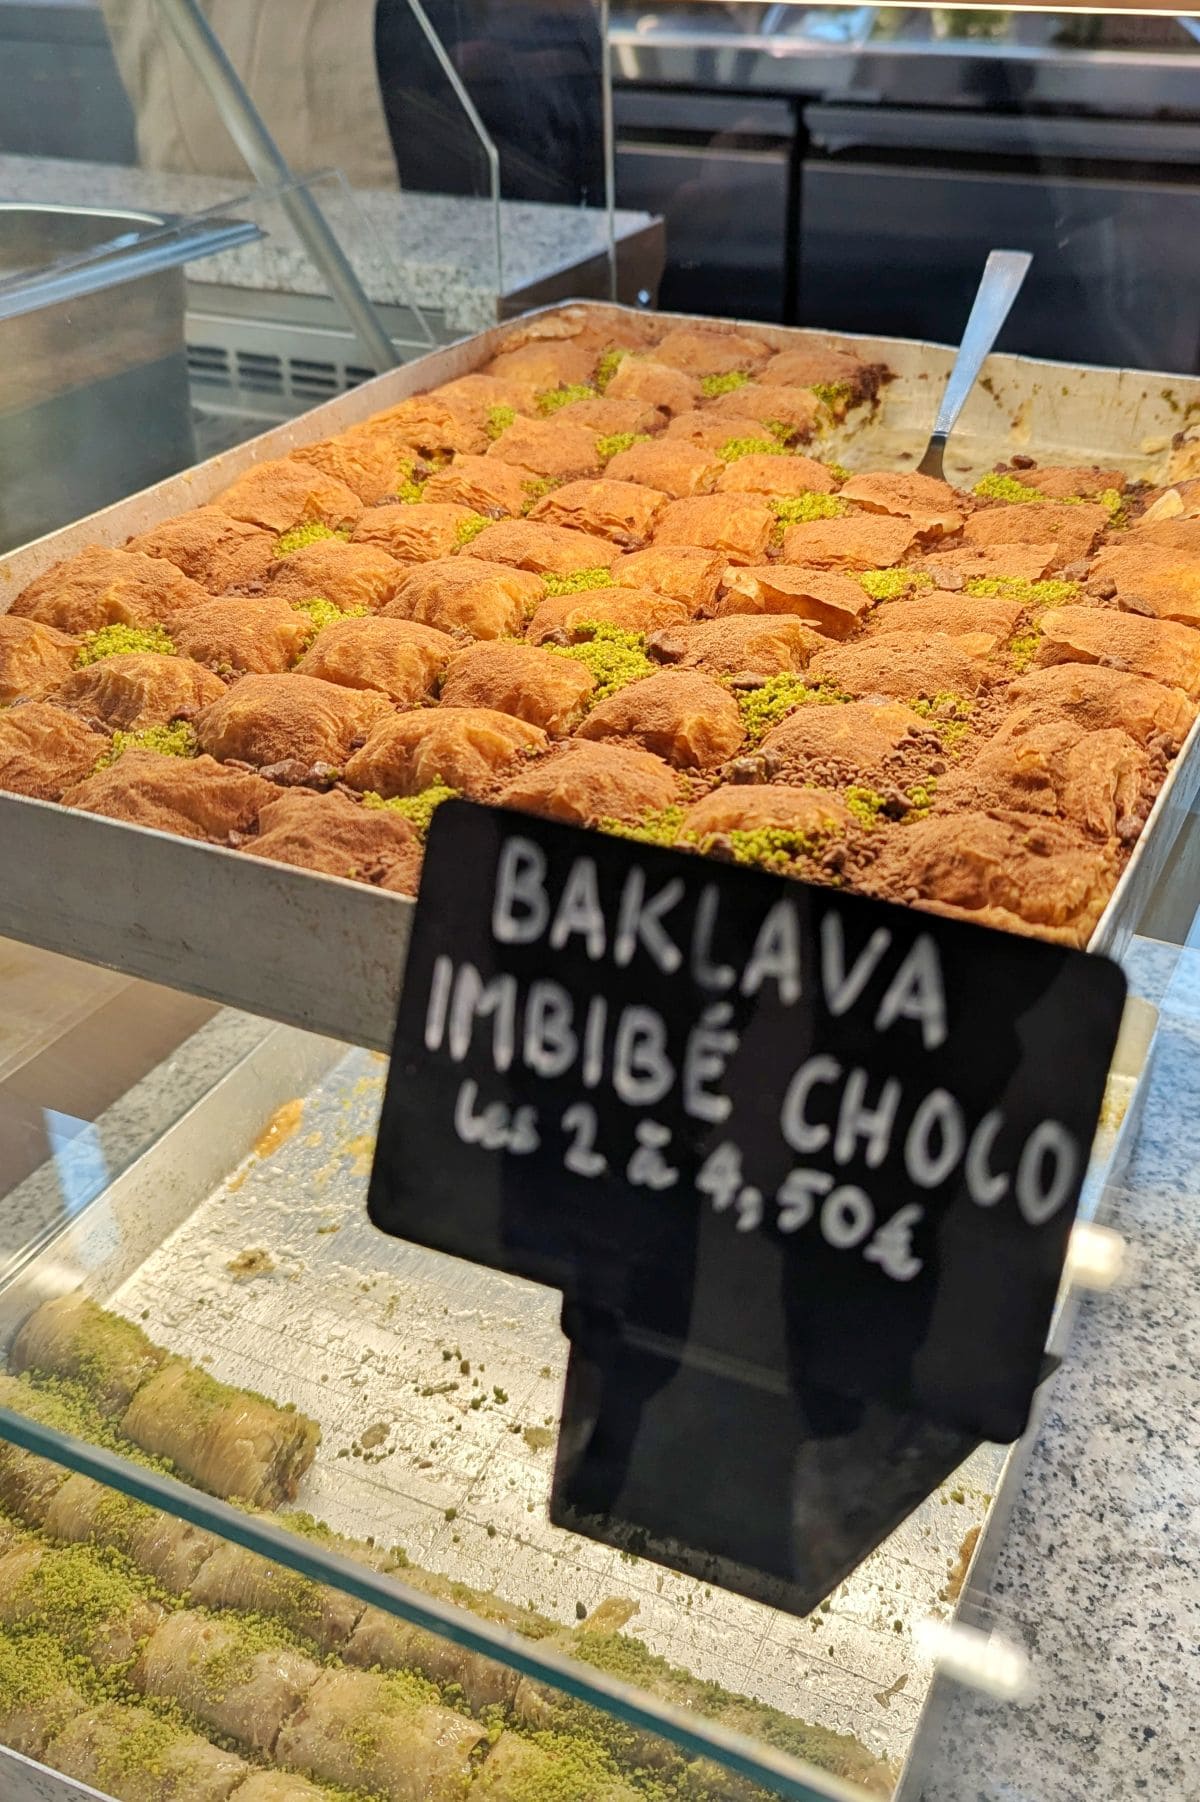 BAKLAVA
IMBIBÉ CHOCO
les 2 à 4,50€